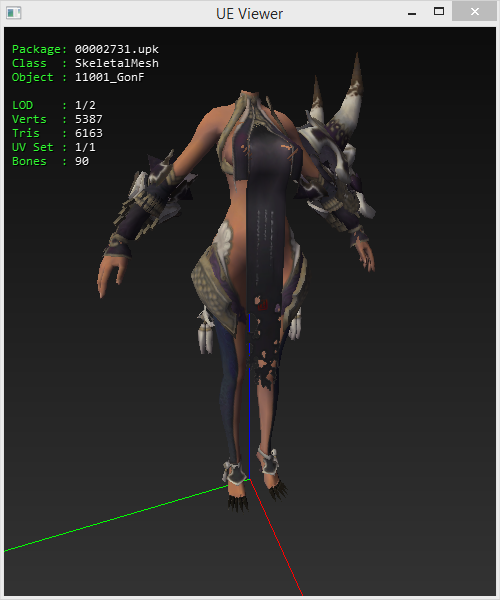 UE Viewer
Package: 00002731.upk
Class : SkeletalMesh
Object : 11001_GonF
LOD : 1/2
Verts : 5387
Tris : 6163
UV Set : 1/1
Bones : 90